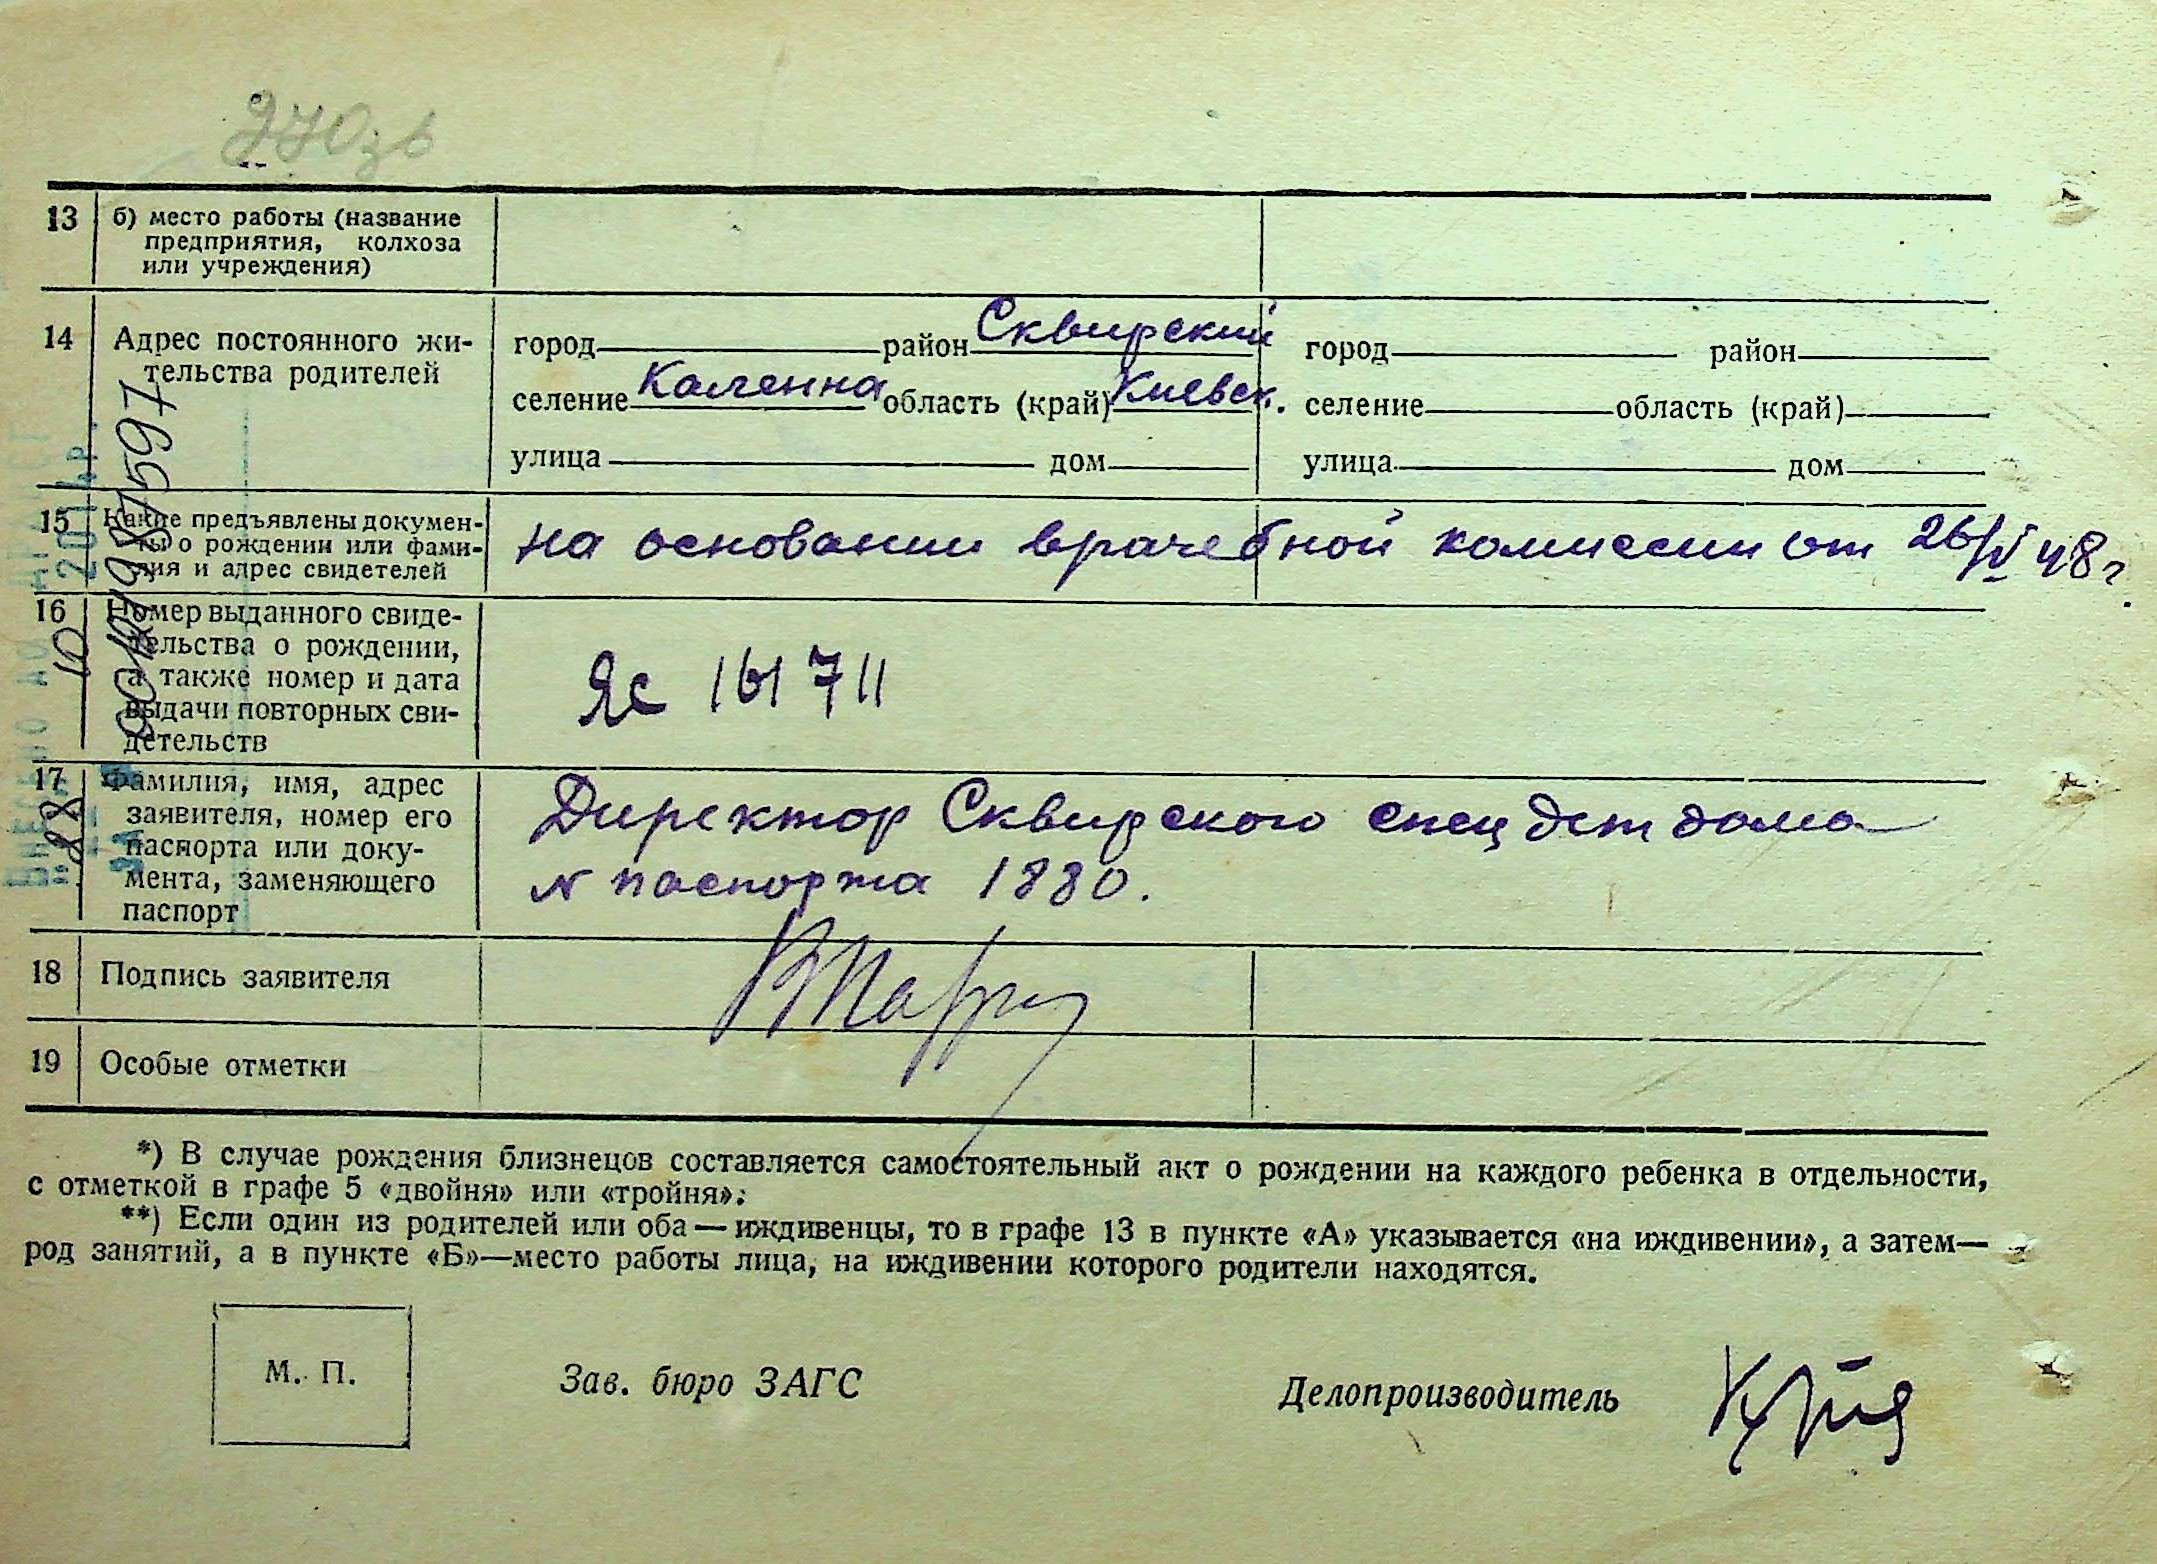 270зв
13 б) место работы (название
предприятия, колхоза
или учреждения)
14 Адрес постоянного жи-
тельства родителей
город район Сквирский город район
селение Каленна область (край) Киевск. селение область (край)
улица дом улица дом
15 Какие предъявлены докумен-
ты о рождении или фами-
лия и адрес свидетелей
на основании врачебной комиссии от 26/V 48 г.
16 Номер выданного свиде-
тельства о рождении,
а также номер и дата
выдачи повторных сви-
детельств
ЯС 161711
17 Фамилия, имя, адрес
заявителя, номер его
паспорта или доку-
мента, заменяющего
паспорт
Директор Сквирского спец дет дома
N паспорта 1880.
18 Подпись заявителя
19 Особые отметки
*) В случае рождения близнецов составляется самостоятельный акт о рождении на каждого ребенка в отдельности,
с отметкой в графе 5 «двойня» или «тройня».
**) Если один из родителей или оба — иждивенцы, то в графе 13 в пункте «А» указывается «на иждивении», а затем—
род занятий, а в пункте «Б»—место работы лица, на иждивении которого родители находятся.
М. П.
Зав. бюро ЗАГС
Делопроизводитель